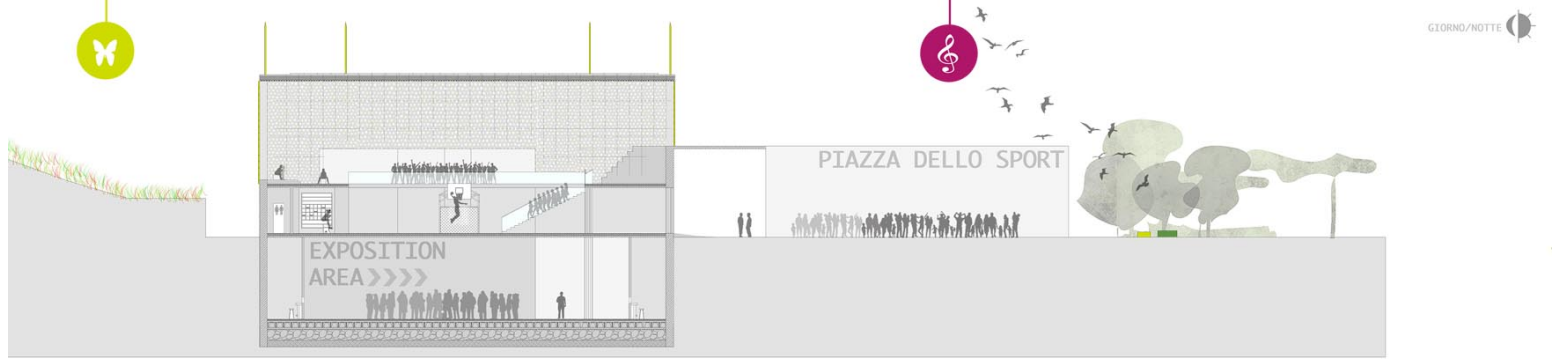 GIORNO/NOTTE
PIAZZA DELLO SPORT
EXPOSITION
AREA >>>>